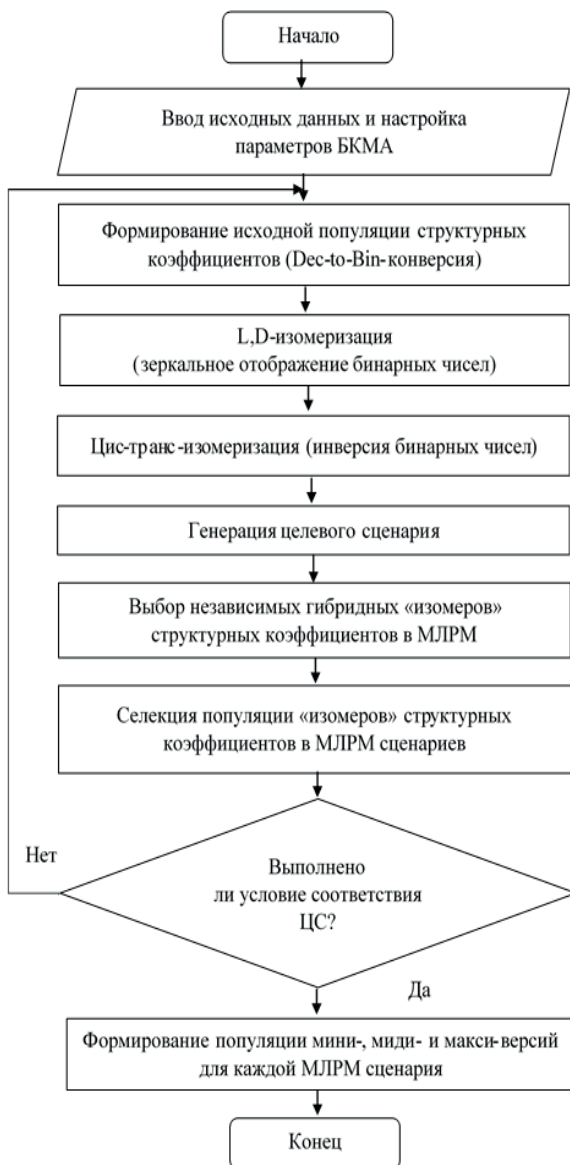 Начало
Ввод исходных данных и настройка
параметров БКМА
Формирование исходной популяции структурных
коэффициентов (Dec-to-Bin-конверсия)
L,D-изомеризация
(зеркальное отображение бинарных чисел)
Цис-транс-изомеризация (инверсия бинарных чисел)
Генерация целевого сценария
Выбор независимых гибридных «изомеров»
структурных коэффициентов в МЛРМ
Селекция популяции «изомеров» структурных
коэффициентов в МЛРМ сценариев
Нет
Выполнено
ли условие соответствия
ЦС?
Да
Формирование популяции мини-, миди- и макси-версий
для каждой МЛРМ сценария
Конец